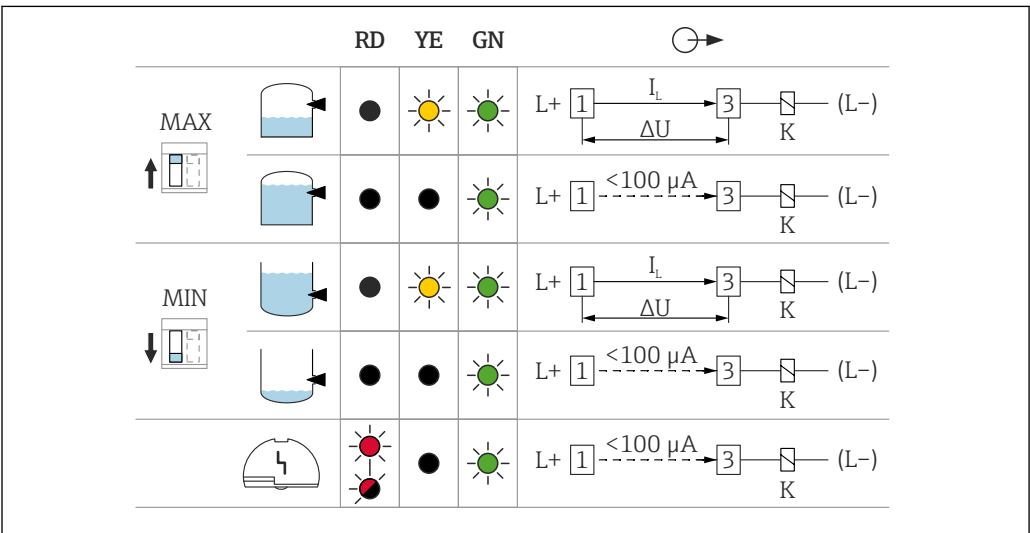 RD YE GN
MAX
L+ 1 I_L 3 (L−)
ΔU K
L+ 1 <100 µA 3 (L−)
K
MIN
L+ 1 I_L 3 (L−)
ΔU K
L+ 1 <100 µA 3 (L−)
K
L+ 1 <100 µA 3 (L−)
K